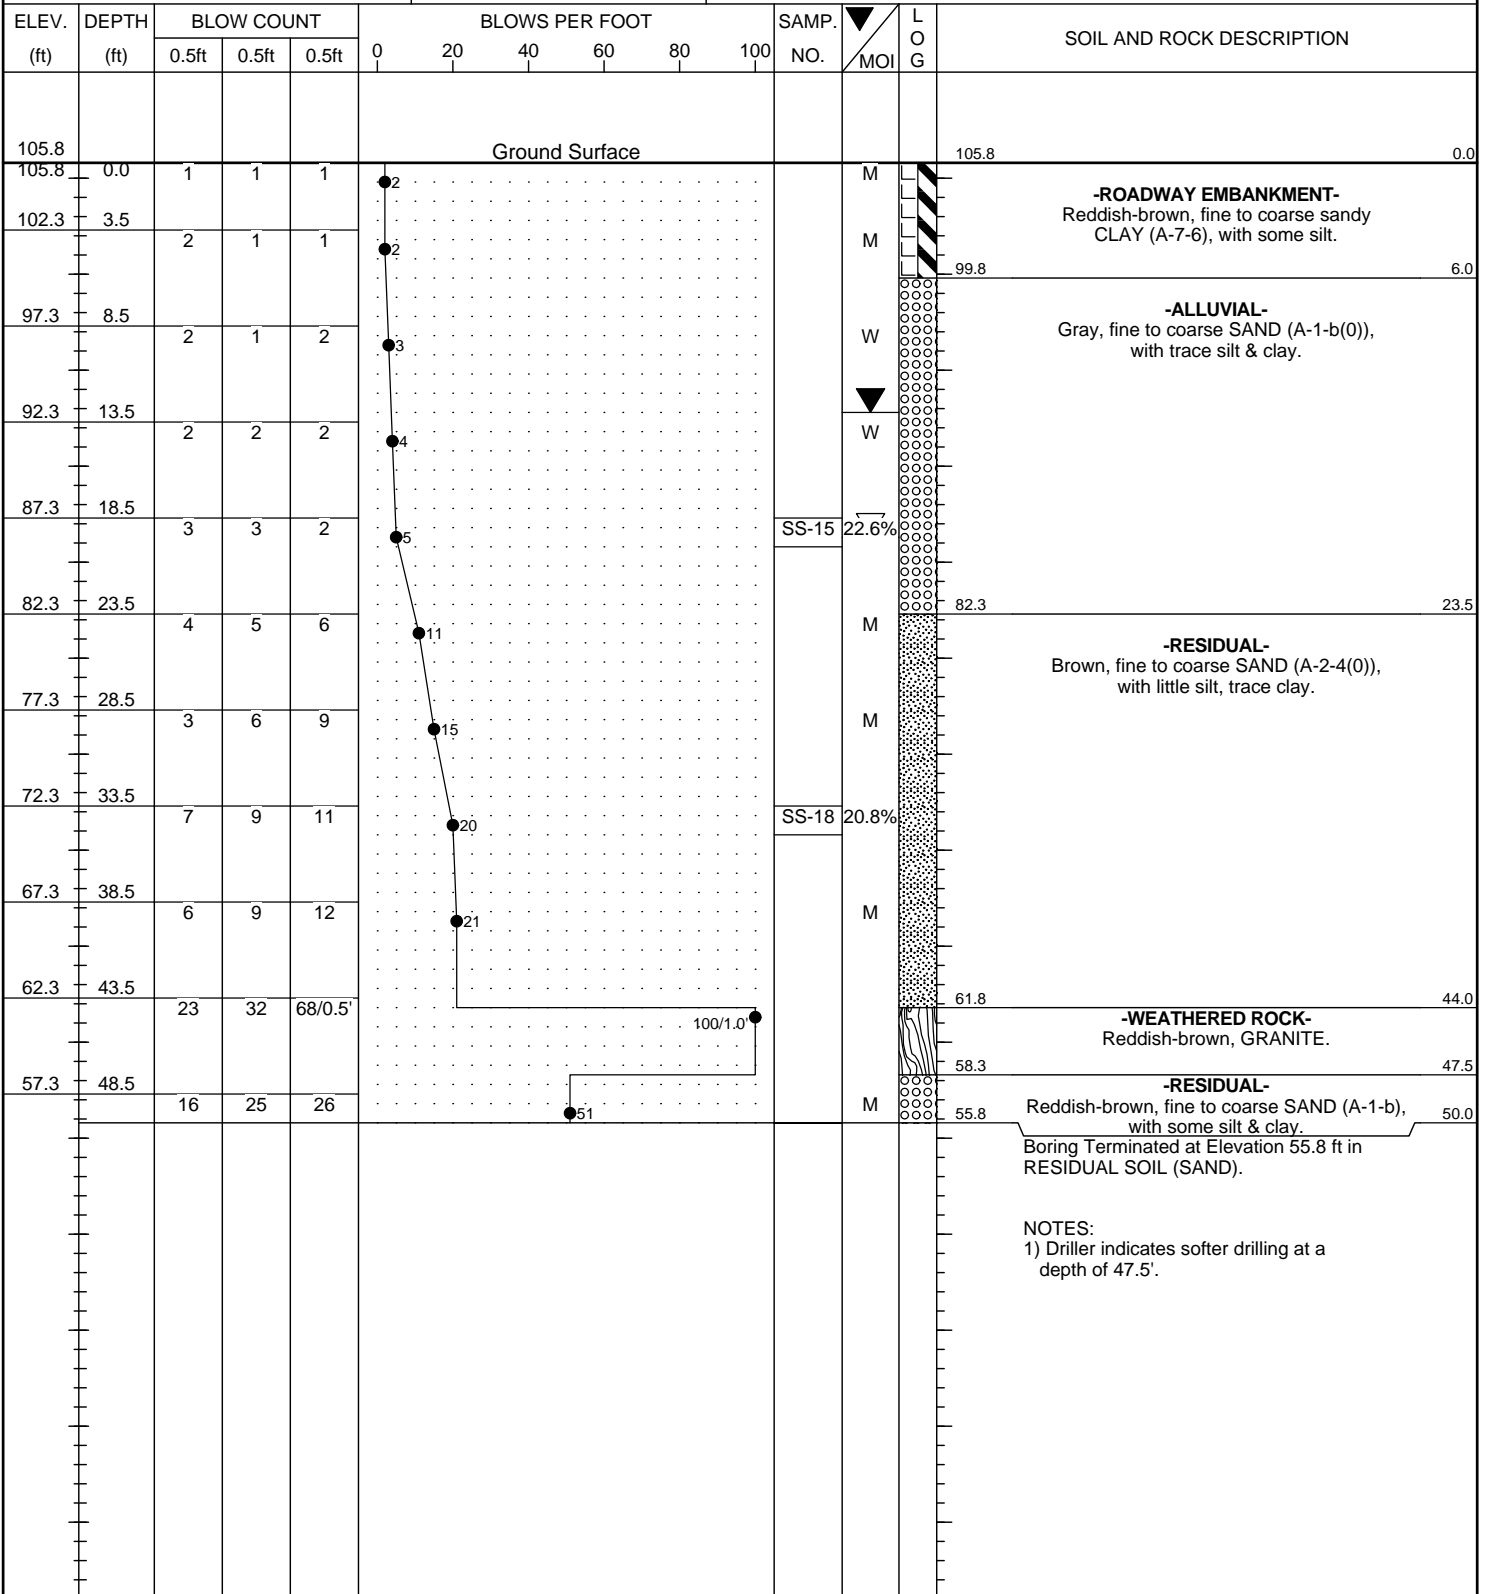 ELEV. DEPTH BLOW COUNT BLOWS PER FOOT SAMP. L
O SOIL AND ROCK DESCRIPTION
(ft) (ft) 0.5ft 0.5ft 0.5ft 0 20 40 60 80 100 NO. MOI G
105.8 Ground Surface 105.8 0.0
105.8 0.0 1 1 1 2 M
-ROADWAY EMBANKMENT-
Reddish-brown, fine to coarse sandy
102.3 3.5
CLAY (A-7-6), with some silt.
2 1 1 2 M
99.8 6.0
-ALLUVIAL-
97.3 8.5
Gray, fine to coarse SAND (A-1-b(0)),
2 1 2 3 W
with trace silt & clay.
92.3 13.5
2 2 2 4 W
87.3 18.5
3 3 2 5 SS-15 22.6%
82.3 23.5 82.3 23.5
4 5 6 11 M
-RESIDUAL-
Brown, fine to coarse SAND (A-2-4(0)),
with little silt, trace clay.
77.3 28.5
3 6 9 15 M
72.3 33.5
7 9 11 20 SS-18 20.8%
67.3 38.5
6 9 12 21 M
62.3 43.5
61.8 44.0
23 32 68/0.5' 100/1.0'
-WEATHERED ROCK-
Reddish-brown, GRANITE.
58.3 47.5
57.3 48.5
-RESIDUAL-
16 25 26 51 M
Reddish-brown, fine to coarse SAND (A-1-b),
55.8 50.0
with some silt & clay.
Boring Terminated at Elevation 55.8 ft in
RESIDUAL SOIL (SAND).
NOTES:
1) Driller indicates softer drilling at a
depth of 47.5'.